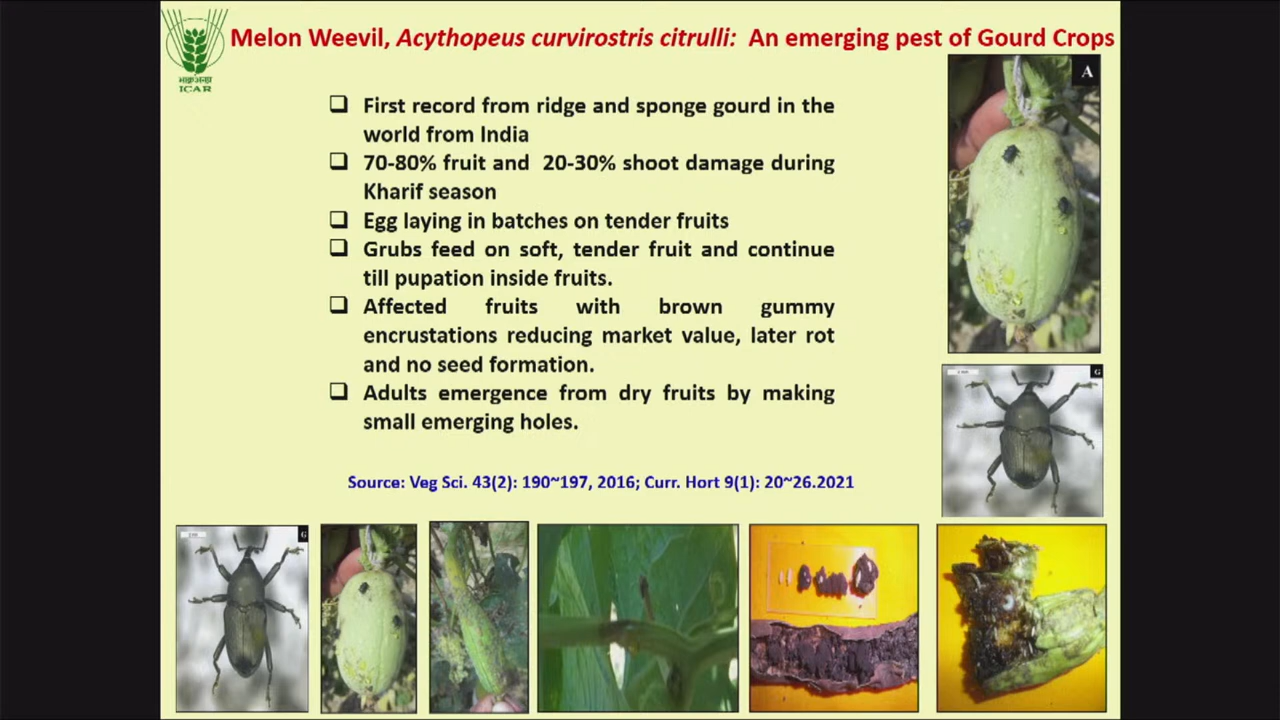 Melon Weevil, Acythopeus curvirostris citrulli: An emerging pest of Gourd Crops
ICAR
A
❑ First record from ridge and sponge gourd in the
world from India
❑ 70-80% fruit and 20-30% shoot damage during
Kharif season
❑ Egg laying in batches on tender fruits
❑ Grubs feed on soft, tender fruit and continue
till pupation inside fruits.
❑ Affected fruits with brown gummy
encrustations reducing market value, later rot
and no seed formation.
❑ Adults emergence from dry fruits by making
small emerging holes.
G
Source: Veg Sci. 43(2): 190~197, 2016; Curr. Hort 9(1): 20~26.2021
G